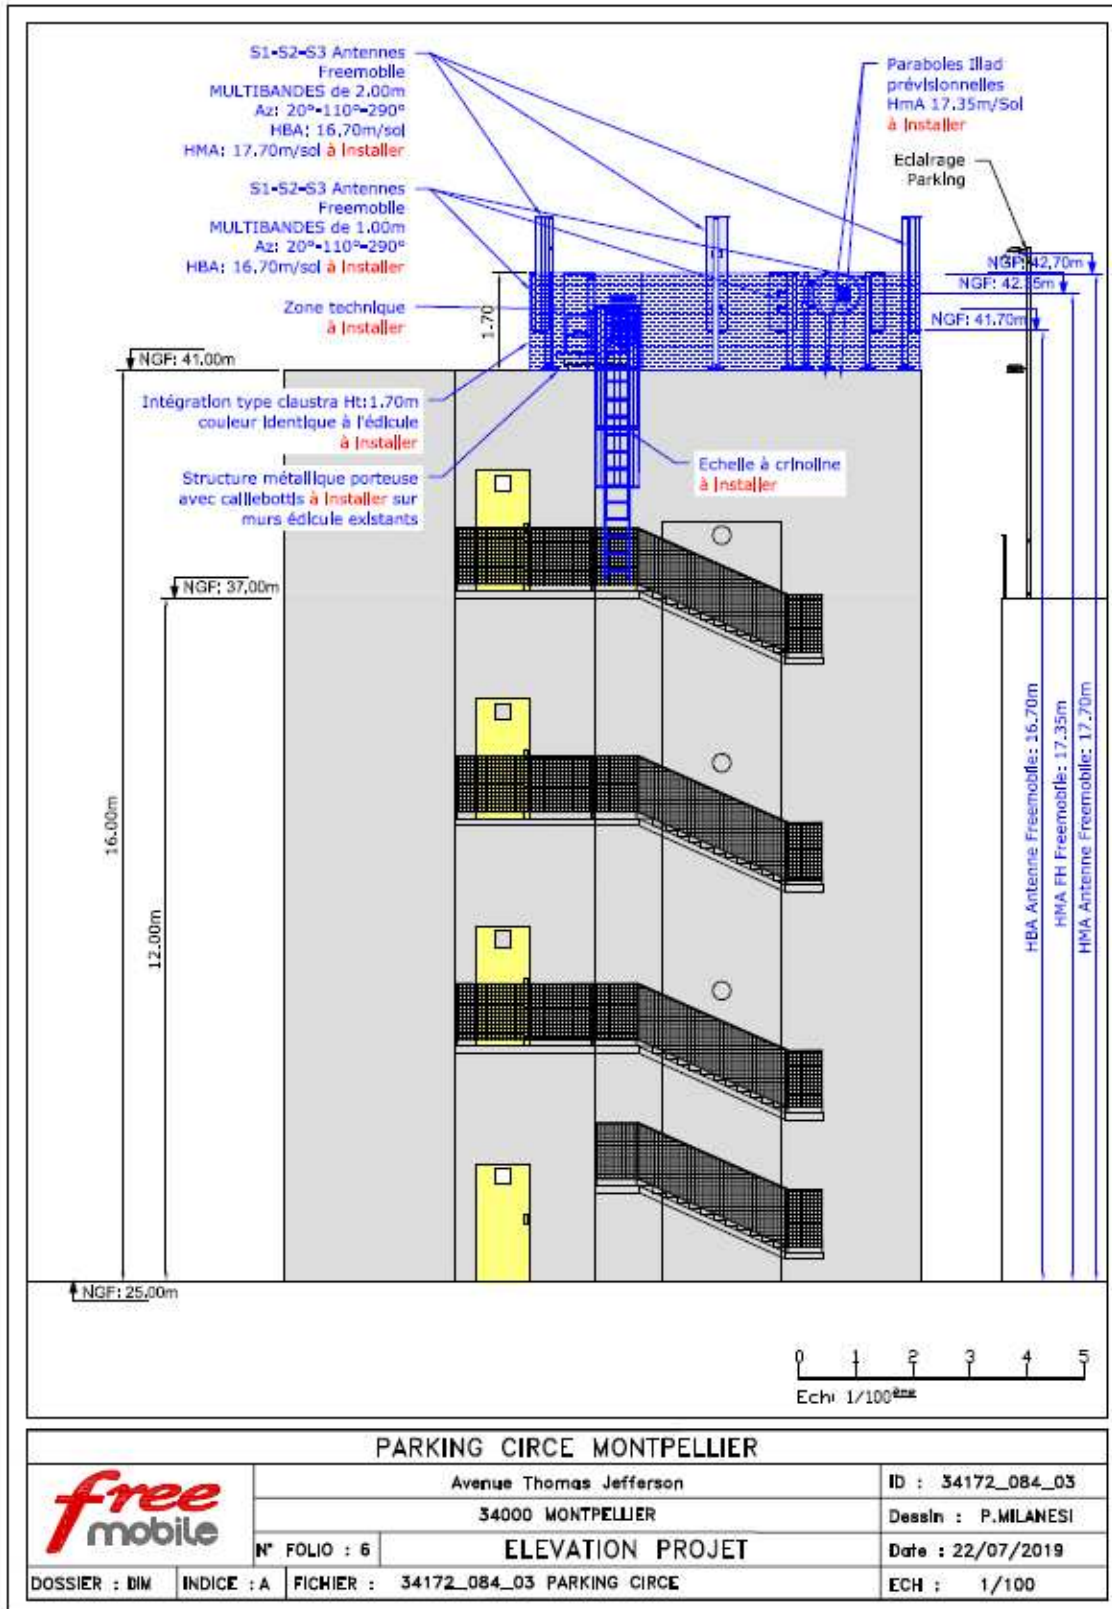 S1-S2-S3 Antennes
Freemobile
MULTIBANDES de 2.00m
Az: 20°-110°-290°
HBA: 16,70m/sol
HMA: 17.70m/sol à installer
S1-S2-S3 Antennes
Freemobile
MULTIBANDES de 1.00m
Az: 20°-110°-290°
HBA: 16,70m/sol à installer
Zone technique
à installer
1.70
Paraboles Iliad
prévisionnelles
HmA 17.35m/Sol
à installer
Eclairage
Parking
NGF: 42,70m
NGF: 42.35m
NGF: 41.70m
NGF: 41.00m
Intégration type claustra Ht:1.70m
couleur identique à l'édicule
à installer
Structure métallique porteuse
avec caillebottis à installer sur
murs édicule existants
Echelle à crinoline
à installer
NGF: 37,00m
16.00m
12.00m
HBA Antenne Freemobile: 16.70m
HMA FH Freemobile: 17.35m
HMA Antenne Freemobile: 17.70m
NGF: 25,00m
0 1 2 3 4 5
Ech: 1/100ème
PARKING CIRCE MONTPELLIER
free
mobile
Avenue Thomas Jefferson
34000 MONTPELLIER
N° FOLIO : 6
ELEVATION PROJET
ID : 34172_084_03
Dessin : P.MILANESI
Date : 22/07/2019
DOSSIER : DIM
INDICE : A
FICHIER : 34172_084_03 PARKING CIRCE
ECH : 1/100